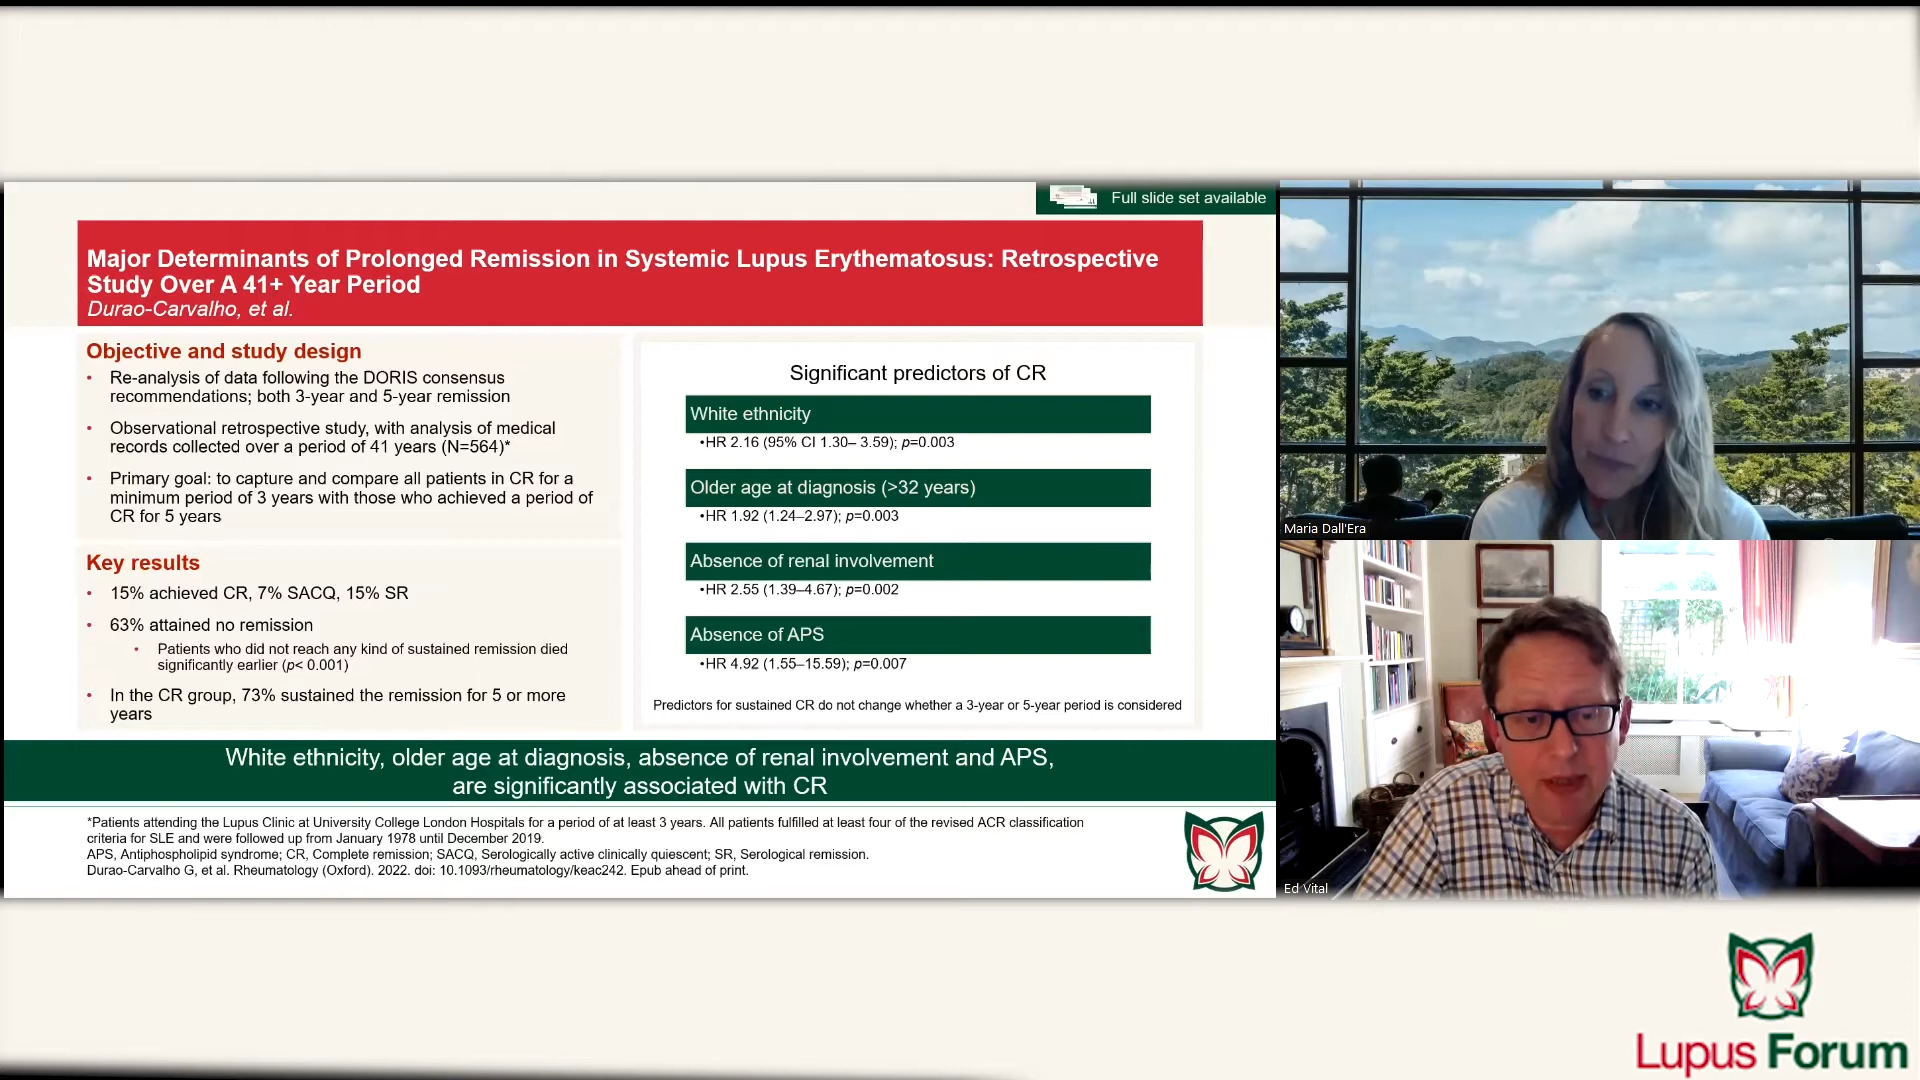 Full slide set available
Major Determinants of Prolonged Remission in Systemic Lupus Erythematosus: Retrospective
Study Over A 41+ Year Period
Durao-Carvalho, et al.
Objective and study design
• Re-analysis of data following the DORIS consensus
recommendations; both 3-year and 5-year remission
• Observational retrospective study, with analysis of medical
records collected over a period of 41 years (N=564)*
• Primary goal: to capture and compare all patients in CR for a
minimum period of 3 years with those who achieved a period of
CR for 5 years
Key results
• 15% achieved CR, 7% SACQ, 15% SR
• 63% attained no remission
• Patients who did not reach any kind of sustained remission died
significantly earlier (p< 0.001)
• In the CR group, 73% sustained the remission for 5 or more
years
Significant predictors of CR
White ethnicity
•HR 2.16 (95% CI 1.30– 3.59); p=0.003
Older age at diagnosis (>32 years)
•HR 1.92 (1.24–2.97); p=0.003
Absence of renal involvement
•HR 2.55 (1.39–4.67); p=0.002
Absence of APS
•HR 4.92 (1.55–15.59); p=0.007
Predictors for sustained CR do not change whether a 3-year or 5-year period is considered
White ethnicity, older age at diagnosis, absence of renal involvement and APS,
are significantly associated with CR
*Patients attending the Lupus Clinic at University College London Hospitals for a period of at least 3 years. All patients fulfilled at least four of the revised ACR classification
criteria for SLE and were followed up from January 1978 until December 2019.
APS, Antiphospholipid syndrome; CR, Complete remission; SACQ, Serologically active clinically quiescent; SR, Serological remission.
Durao-Carvalho G, et al. Rheumatology (Oxford). 2022. doi: 10.1093/rheumatology/keac242. Epub ahead of print.
Maria Dall'Era
Ed Vital
Lupus Forum